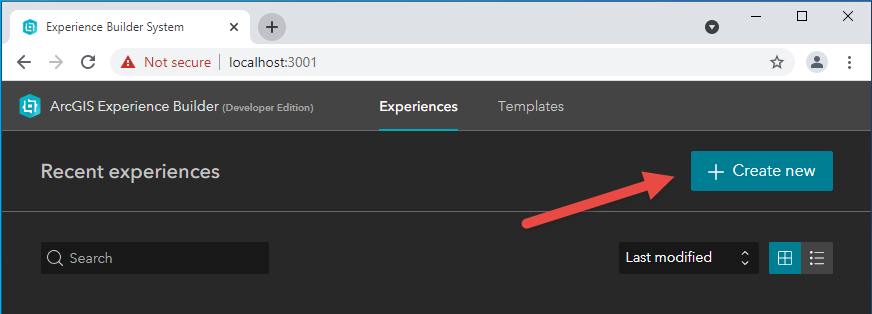 Experience Builder System
Not secure localhost:3001
ArcGIS Experience Builder (Developer Edition) Experiences Templates
Recent experiences Create new
Search Last modified